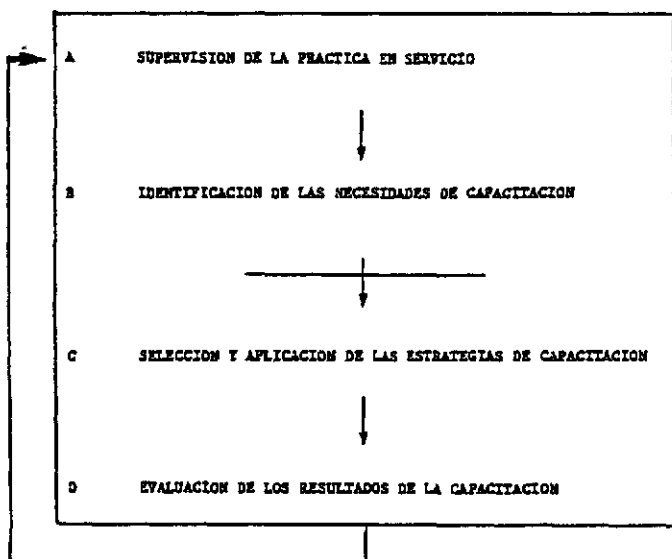 A SUPERVISION DE LA PRACTICA EN SERVICIO
B IDENTIFICACION DE LAS NECESIDADES DE CAPACITACION
C SELECCION Y APLICACION DE LAS ESTRATEGIAS DE CAPACITACION
D EVALUACION DE LOS RESULTADOS DE LA CAPACITACION